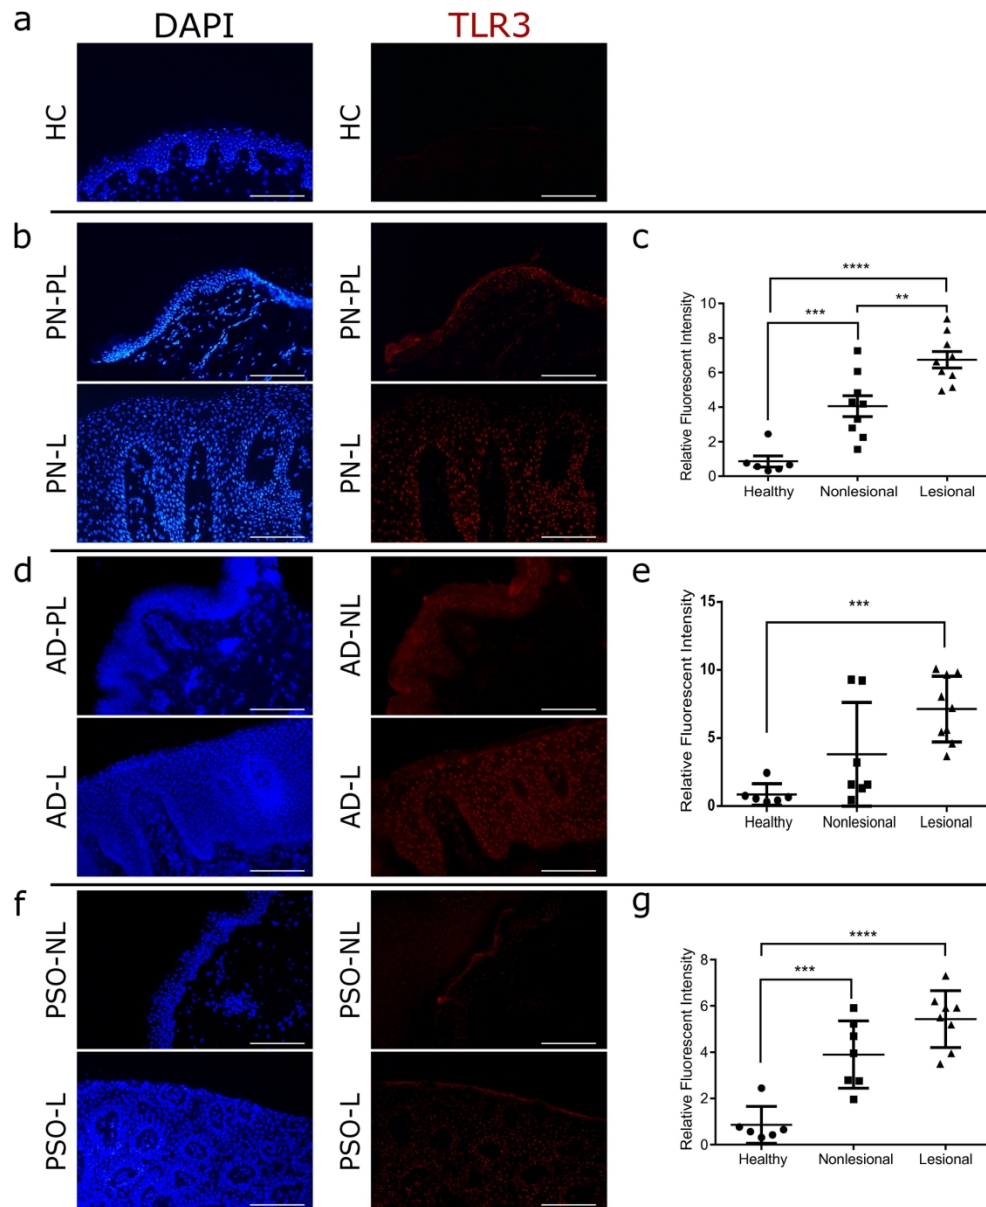 a
DAPI
TLR3
HC
HC
b
PN-PL
PN-PL
PN-L
PN-L
c
****
***
**
Relative Fluorescent Intensity
10
8
6
4
2
0
Healthy
Nonlesional
Lesional
d
AD-PL
AD-NL
AD-L
AD-L
e
***
Relative Fluorescent Intensity
15
10
5
0
Healthy
Nonlesional
Lesional
f
PSO-NL
PSO-NL
PSO-L
PSO-L
g
****
***
Relative Fluorescent Intensity
8
6
4
2
0
Healthy
Nonlesional
Lesional